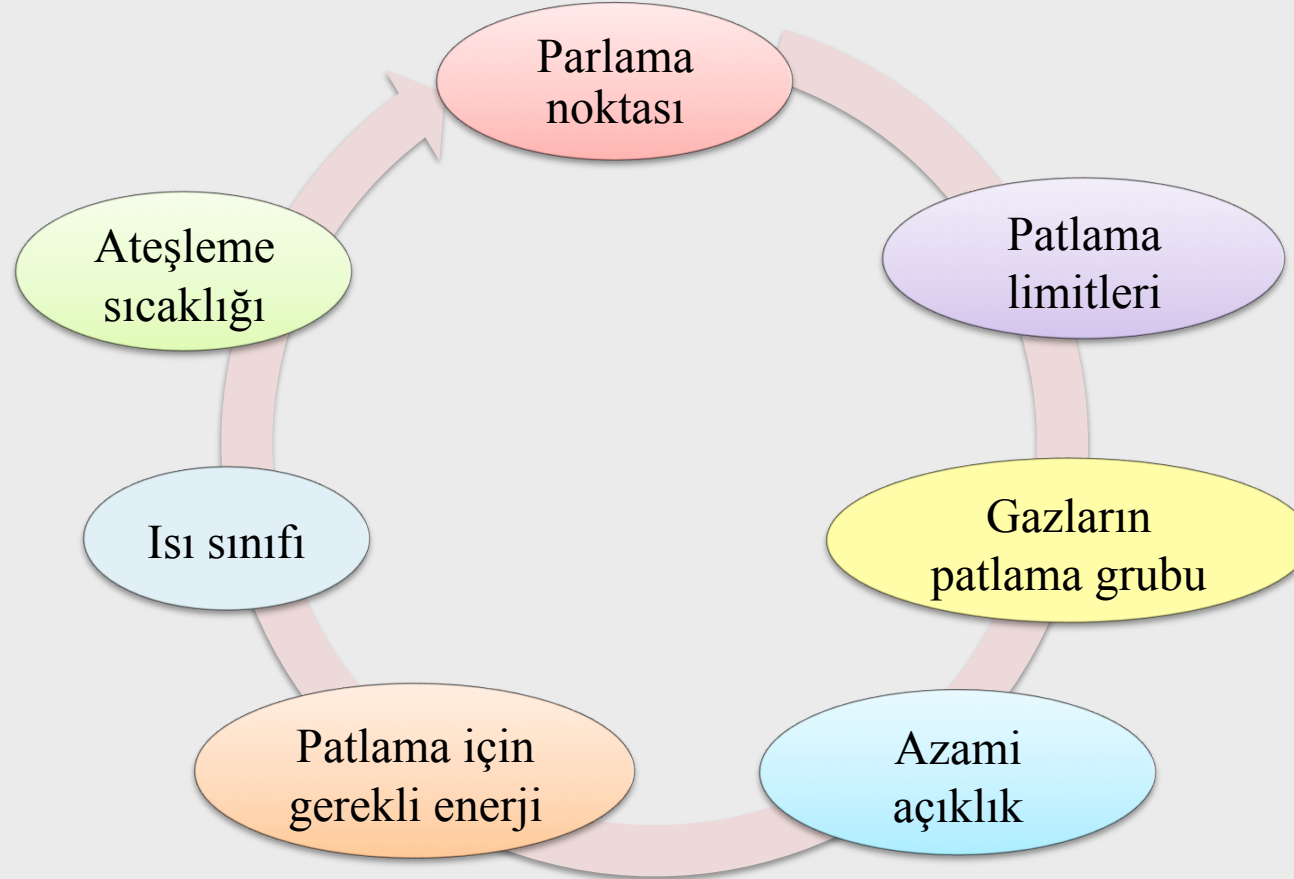 Parlama
noktası
Patlama
limitleri
Gazların
patlama grubu
Azami
açıklık
Patlama için
gerekli enerji
Isı sınıfı
Ateşleme
sıcaklığı